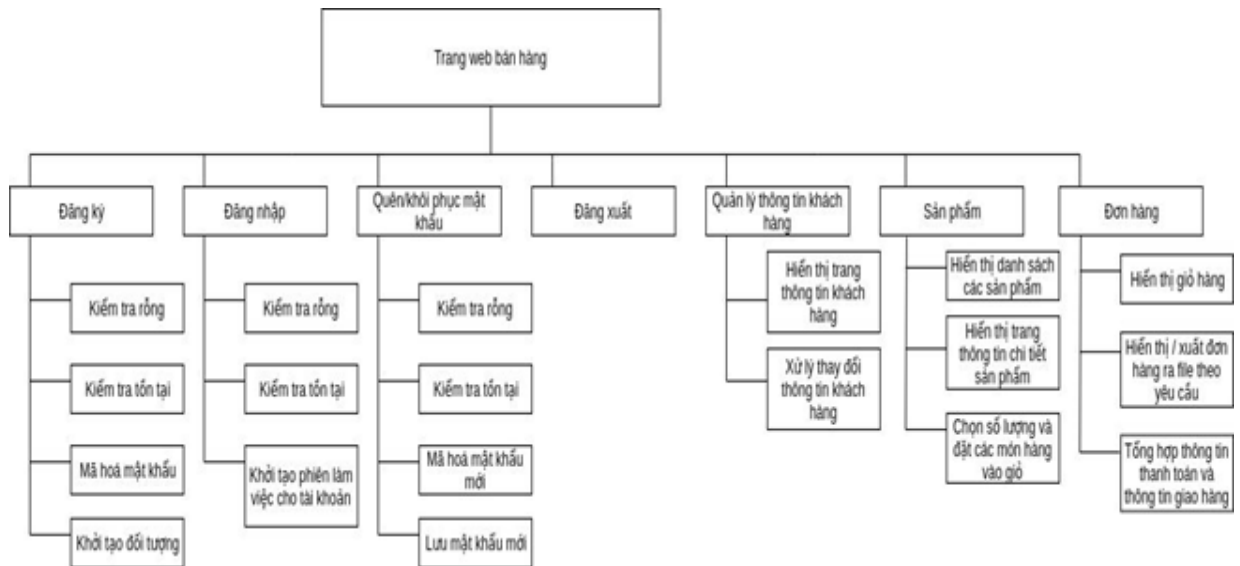 Trang web bán hàng
Đăng ký
Đăng nhập
Quên/khôi phục mật
khẩu
Đăng xuất
Quản lý thông tin khách
hàng
Sản phẩm
Đơn hàng
Kiểm tra rỗng
Kiểm tra tồn tại
Mã hoá mật khẩu
Khởi tạo đối tượng
Kiểm tra rỗng
Kiểm tra tồn tại
Khởi tạo phiên làm
việc cho tài khoản
Kiểm tra rỗng
Kiểm tra tồn tại
Mã hoá mật khẩu
mới
Lưu mật khẩu mới
Hiển thị trang
thông tin khách
hàng
Xử lý thay đổi
thông tin khách
hàng
Hiển thị danh sách
các sản phẩm
Hiển thị trang
thông tin chi tiết
sản phẩm
Chọn số lượng và
đặt các món hàng
vào giỏ
Hiển thị giỏ hàng
Hiển thị / xuất đơn
hàng ra file theo
yêu cầu
Tổng hợp thông tin
thanh toán và
thông tin giao hàng